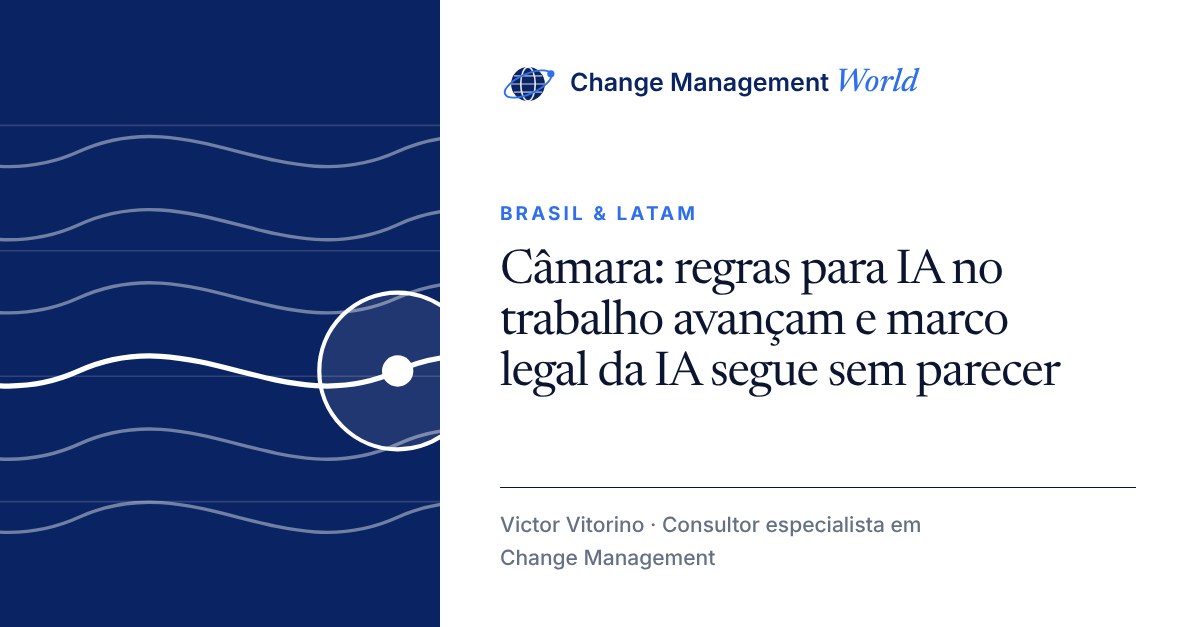 Change Management World
BRASIL & LATAM
Câmara: regras para IA no
trabalho avançam e marco
legal da IA segue sem parecer
Victor Vitorino · Consultor especialista em
Change Management